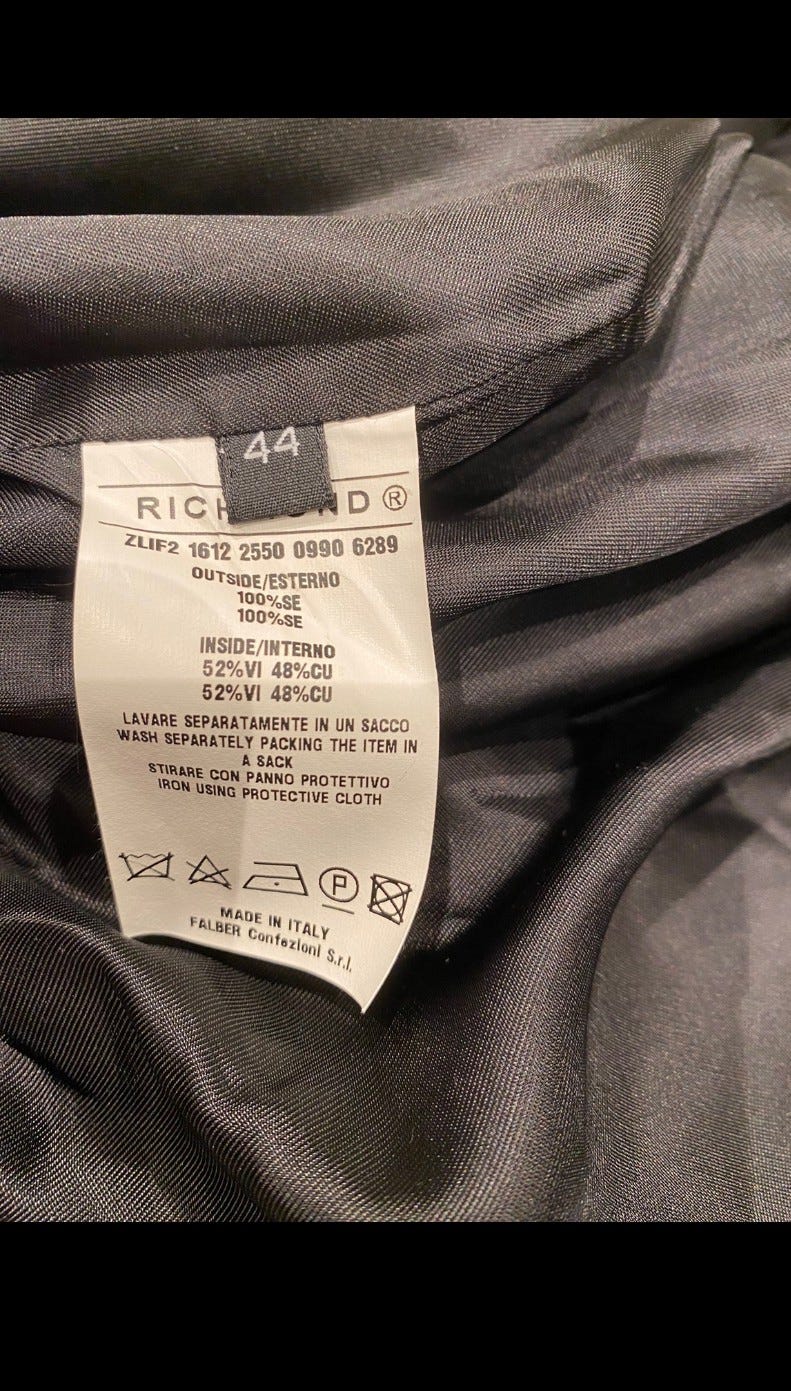 44
RICHMOND ®
ZLIF2 1612 2550 0990 6289
OUTSIDE/ESTERNO
100%SE
100%SE
INSIDE/INTERNO
52%VI 48%CU
52%VI 48%CU
LAVARE SEPARATAMENTE IN UN SACCO
WASH SEPARATELY PACKING THE ITEM IN
A SACK
STIRARE CON PANNO PROTETTIVO
IRON USING PROTECTIVE CLOTH
P
MADE IN ITALY
FALBER Confezioni S.r.l.